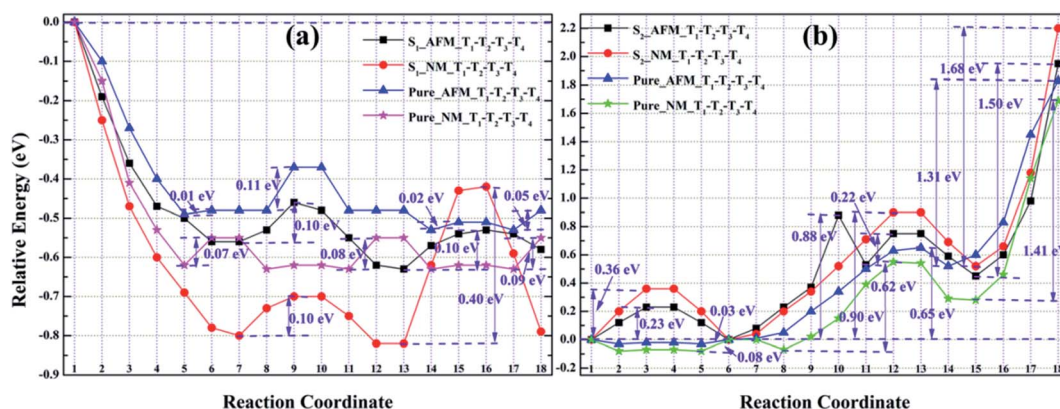 (a)
S1_AFM_T1-T2-T3-T4
S1_NM_T1-T2-T3-T4
Pure_AFM_T1-T2-T3-T4
Pure_NM_T1-T2-T3-T4
Relative Energy (eV)
0.0
-0.1
-0.2
-0.3
-0.4
-0.5
-0.6
-0.7
-0.8
-0.9
0.01 eV
0.11 eV
0.02 eV
0.05 eV
0.10 eV
0.07 eV
0.08 eV
0.10 eV
0.09 eV
0.40 eV
0.10 eV
1 2 3 4 5 6 7 8 9 10 11 12 13 14 15 16 17 18
Reaction Coordinate
(b)
S2_AFM_T1-T2-T3-T4
S2_NM_T1-T2-T3-T4
Pure_AFM_T1-T2-T3-T4
Pure_NM_T1-T2-T3-T4
2.2
2.0
1.8
1.6
1.4
1.2
1.0
0.8
0.6
0.4
0.2
0.0
-0.2
1.68 eV
1.50 eV
1.31 eV
0.22 eV
0.88 eV
1.41 eV
0.36 eV
0.62 eV
0.03 eV
0.23 eV
0.90 eV
0.65 eV
0.08 eV
1 2 3 4 5 6 7 8 9 10 11 12 13 14 15 16 17 18
Reaction Coordinate